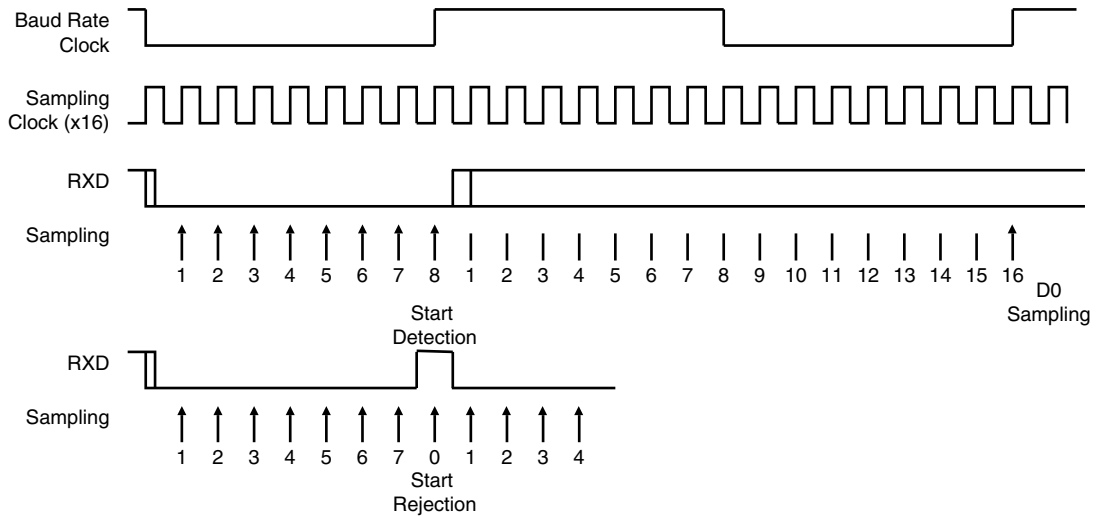 Baud Rate
Clock
Sampling
Clock (x16)
RXD
Sampling
1 2 3 4 5 6 7 8 1 2 3 4 5 6 7 8 9 10 11 12 13 14 15 16
D0
Sampling
Start
Detection
RXD
Sampling
1 2 3 4 5 6 7 0 1 2 3 4
Start
Rejection